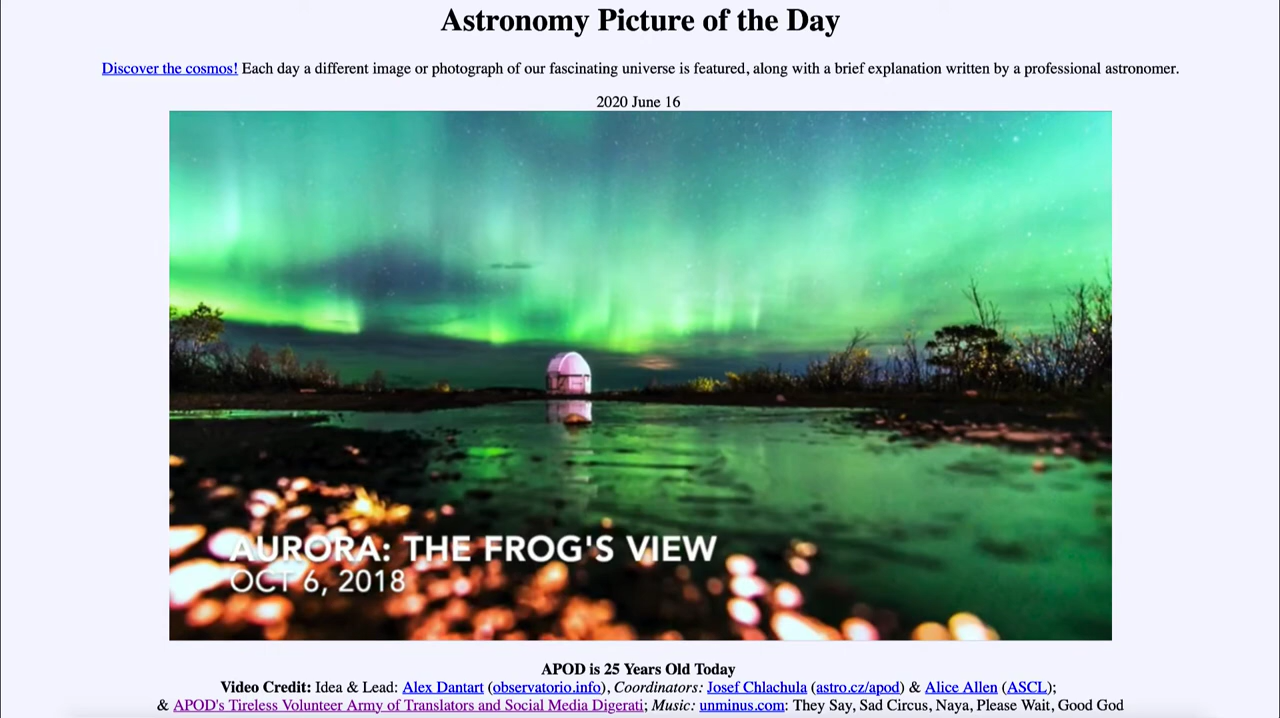 Astronomy Picture of the Day
Discover the cosmos! Each day a different image or photograph of our fascinating universe is featured, along with a brief explanation written by a professional astronomer.
2020 June 16
AURORA: THE FROG'S VIEW
OCT 6, 2018
APOD is 25 Years Old Today
Video Credit: Idea & Lead: Alex Dantart (observatorio.info), Coordinators: Josef Chlachula (astro.cz/apod) & Alice Allen (ASCL);
& APOD's Tireless Volunteer Army of Translators and Social Media Digerati; Music: unminus.com: They Say, Sad Circus, Naya, Please Wait, Good God